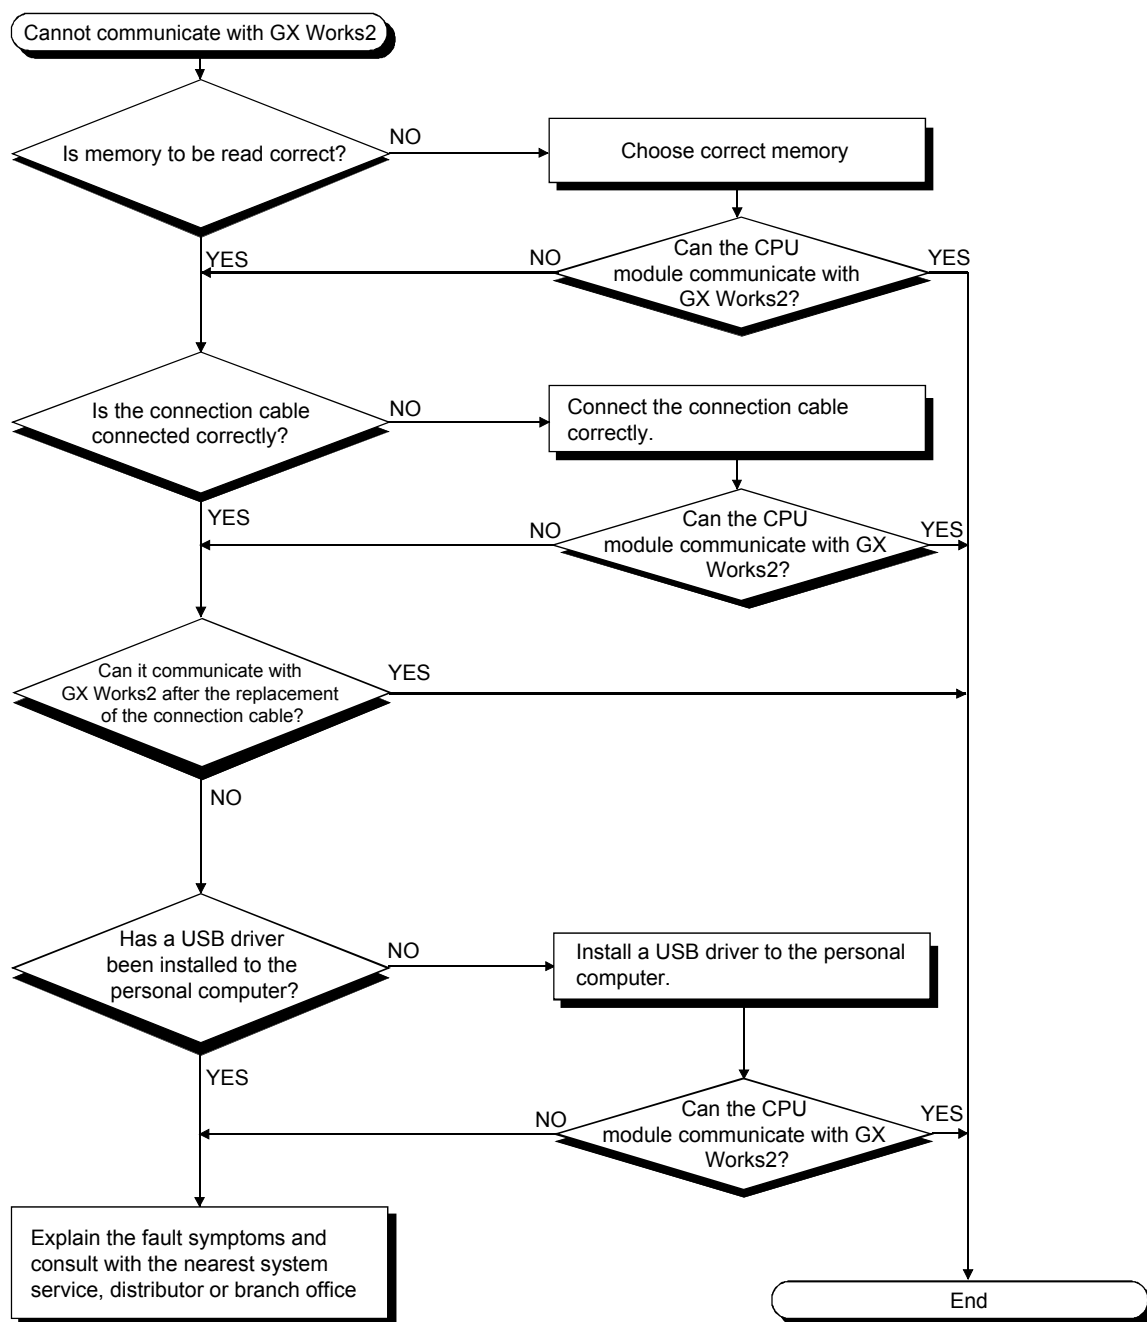 Cannot communicate with GX Works2
Is memory to be read correct?
NO
Choose correct memory
YES
NO
Can the CPU
module communicate with
GX Works2?
YES
Is the connection cable
connected correctly?
NO
Connect the connection cable
correctly.
YES
NO
Can the CPU
module communicate with GX
Works2?
YES
Can it communicate with
GX Works2 after the replacement
of the connection cable?
YES
NO
Has a USB driver
been installed to the
personal computer?
NO
Install a USB driver to the personal
computer.
YES
NO
Can the CPU
module communicate with GX
Works2?
YES
Explain the fault symptoms and
consult with the nearest system
service, distributor or branch office
End